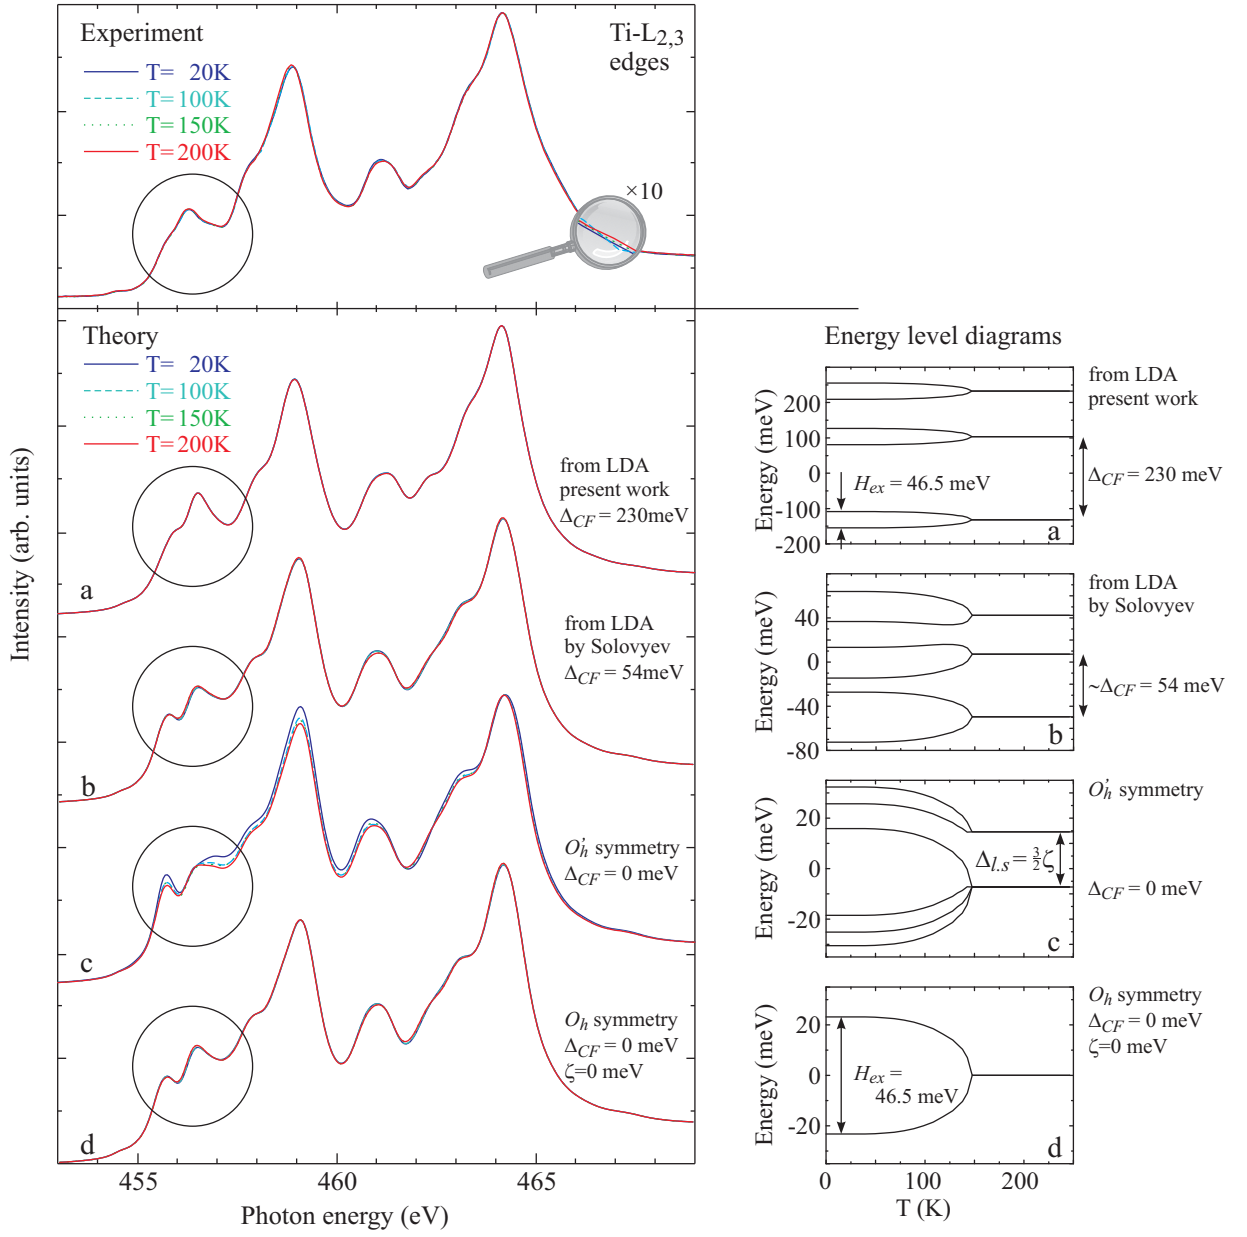 Experiment
T= 20K
T=100K
T=150K
T=200K
Ti-L2,3
edges
×10
Theory
T= 20K
T=100K
T=150K
T=200K
from LDA
present work
ΔCF = 230meV
a
from LDA
by Solovyev
ΔCF = 54meV
b
O'h symmetry
ΔCF = 0 meV
c
Oh symmetry
ΔCF = 0 meV
ζ=0 meV
d
455
460
465
Photon energy (eV)
Intensity (arb. units)
Energy level diagrams
200
100
0
-100
-200
Energy (meV)
Hex = 46.5 meV
a
from LDA
present work
ΔCF = 230 meV
40
0
-40
-80
Energy (meV)
b
from LDA
by Solovyev
~ΔCF = 54 meV
20
0
-20
Energy (meV)
Δl.s = 3/2 ζ
c
O'h symmetry
ΔCF = 0 meV
20
0
-20
Energy (meV)
Hex =
46.5 meV
d
Oh symmetry
ΔCF = 0 meV
ζ=0 meV
0
100
200
T (K)